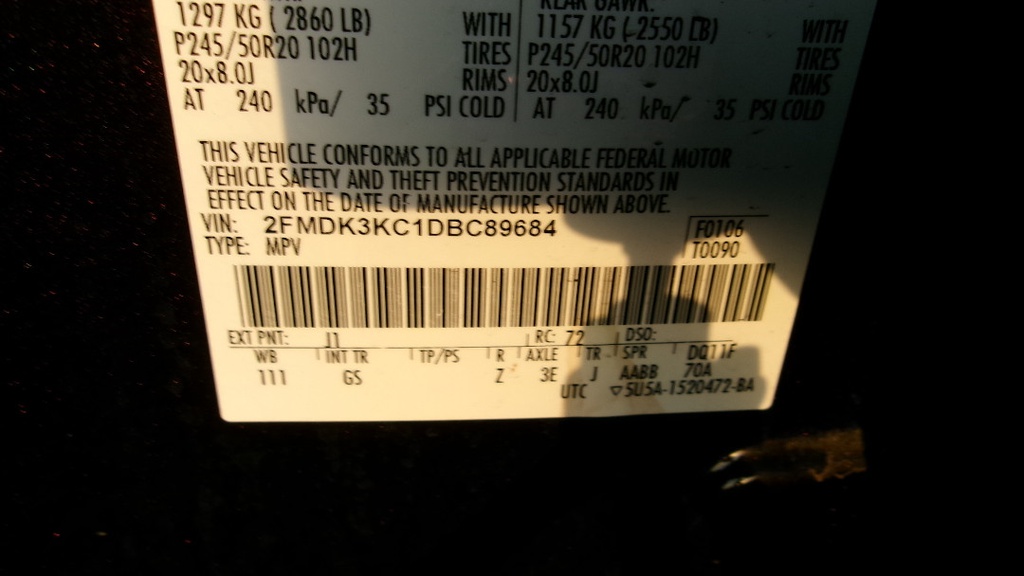 REAR GAWR:
1297 KG ( 2860 LB) WITH 1157 KG ( 2550 LB) WITH
P245/50R20 102H TIRES P245/50R20 102H TIRES
20x8.0J RIMS 20x8.0J RIMS
AT 240 kPa/ 35 PSI COLD AT 240 kPa/ 35 PSI COLD
THIS VEHICLE CONFORMS TO ALL APPLICABLE FEDERAL MOTOR
VEHICLE SAFETY AND THEFT PREVENTION STANDARDS IN
EFFECT ON THE DATE OF MANUFACTURE SHOWN ABOVE.
VIN: 2FMDK3KC1DBC89684 F0106
TYPE: MPV T0090
EXT PNT: J1 RC: 72 DSO:
WB INT TR TP/PS R AXLE TR SPR DQ11F
111 GS Z 3E J AABB 70A
UTC ▽5U5A-1520472-BA